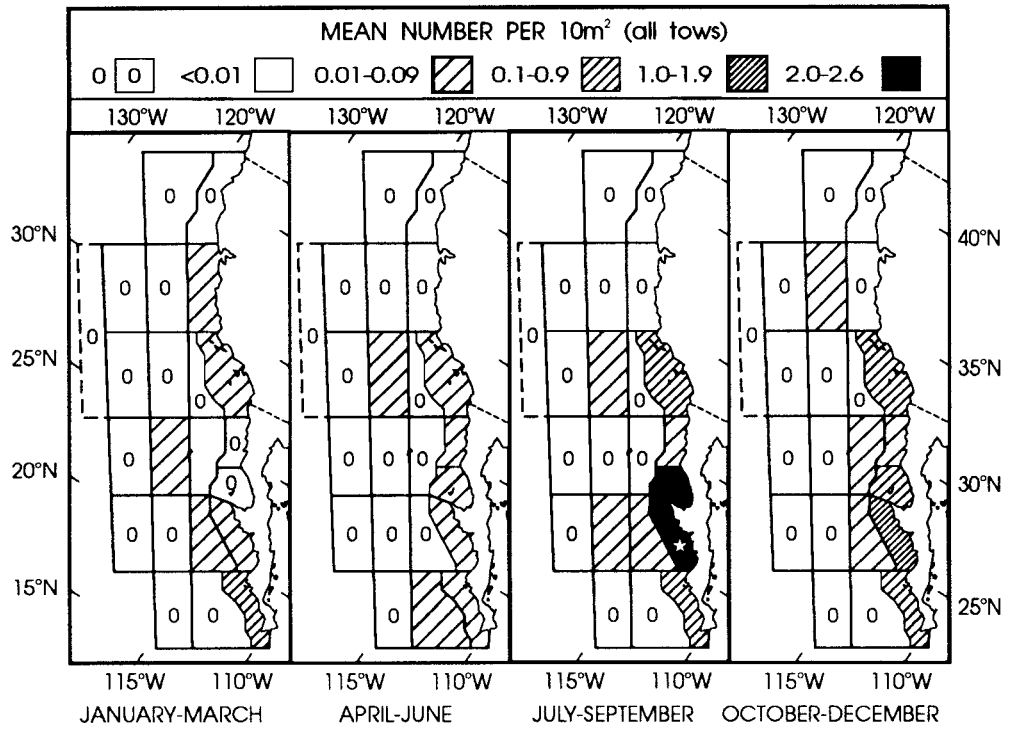 MEAN NUMBER PER 10m² (all tows)
0 0 <0.01 0.01-0.09 0.1-0.9 1.0-1.9 2.0-2.6
130°W 120°W 130°W 120°W 130°W 120°W 130°W 120°W
0 0 0 0 0 0 0 0
30°N 40°N
0 0 0 0 0 0 0 0 0 0
0 0 0 0
25°N 35°N
0 0 0 0 0 0 0 0 0 0
0 0 0 0 0 0 0 0 0
20°N 30°N
0 0 0 0 0 0 0 0
15°N 25°N
0 0 0 0 0 0 0
115°W 110°W 115°W 110°W 115°W 110°W 115°W 110°W
JANUARY-MARCH APRIL-JUNE JULY-SEPTEMBER OCTOBER-DECEMBER